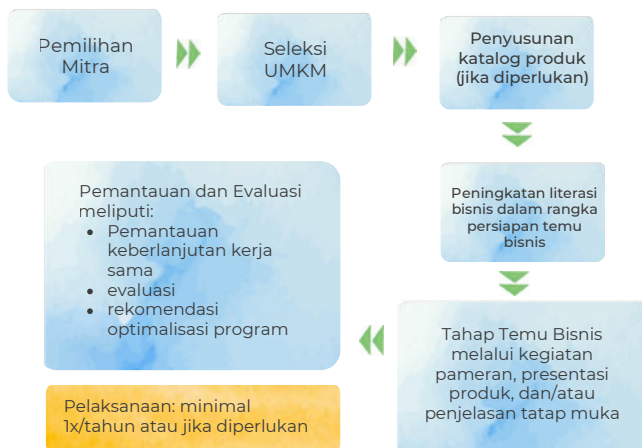 Pemilihan
Mitra
Seleksi
UMKM
Penyusunan
katalog produk
(jika diperlukan)
Peningkatan literasi
bisnis dalam rangka
persiapan temu
bisnis
Tahap Temu Bisnis
melalui kegiatan
pameran, presentasi
produk, dan/atau
penjelasan tatap muka
Pemantauan dan Evaluasi
meliputi:
• Pemantauan
keberlanjutan kerja
sama
• evaluasi
• rekomendasi
optimalisasi program
Pelaksanaan: minimal
1x/tahun atau jika diperlukan